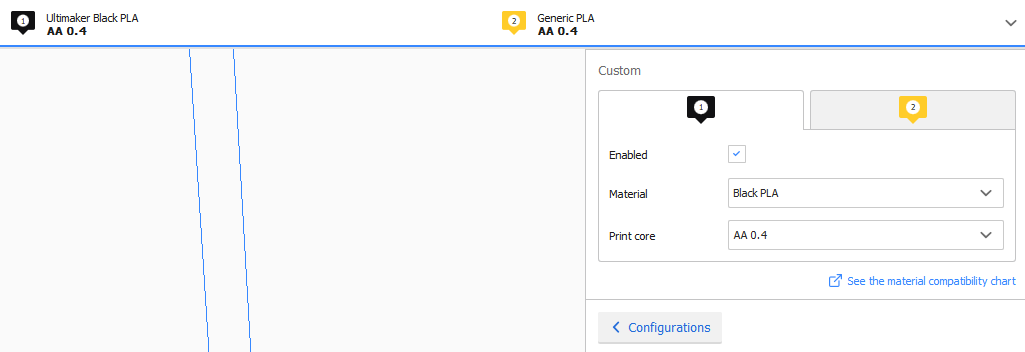 1
Ultimaker Black PLA
AA 0.4
2
Generic PLA
AA 0.4
Custom
1
2
Enabled
Material
Black PLA
Print core
AA 0.4
See the material compatibility chart
Configurations